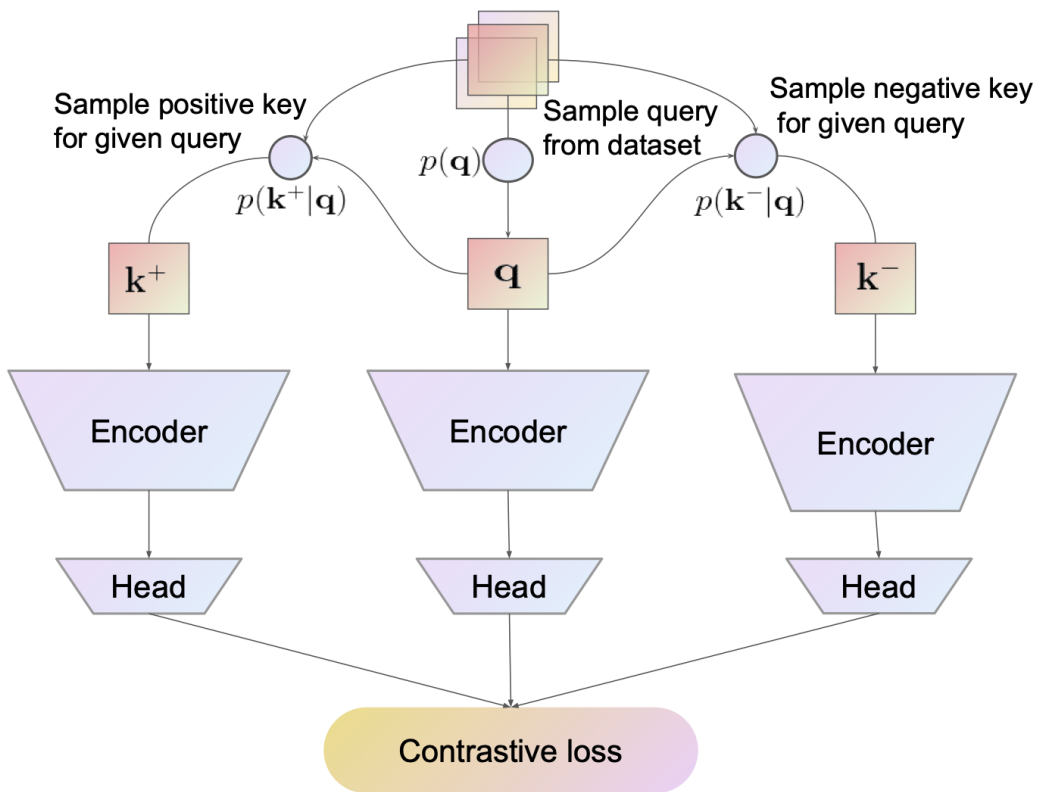 Sample positive key
for given query
Sample query
from dataset
Sample negative key
for given query
p(k⁺|q)
p(q)
p(k⁻|q)
k⁺
q
k⁻
Encoder
Encoder
Encoder
Head
Head
Head
Contrastive loss